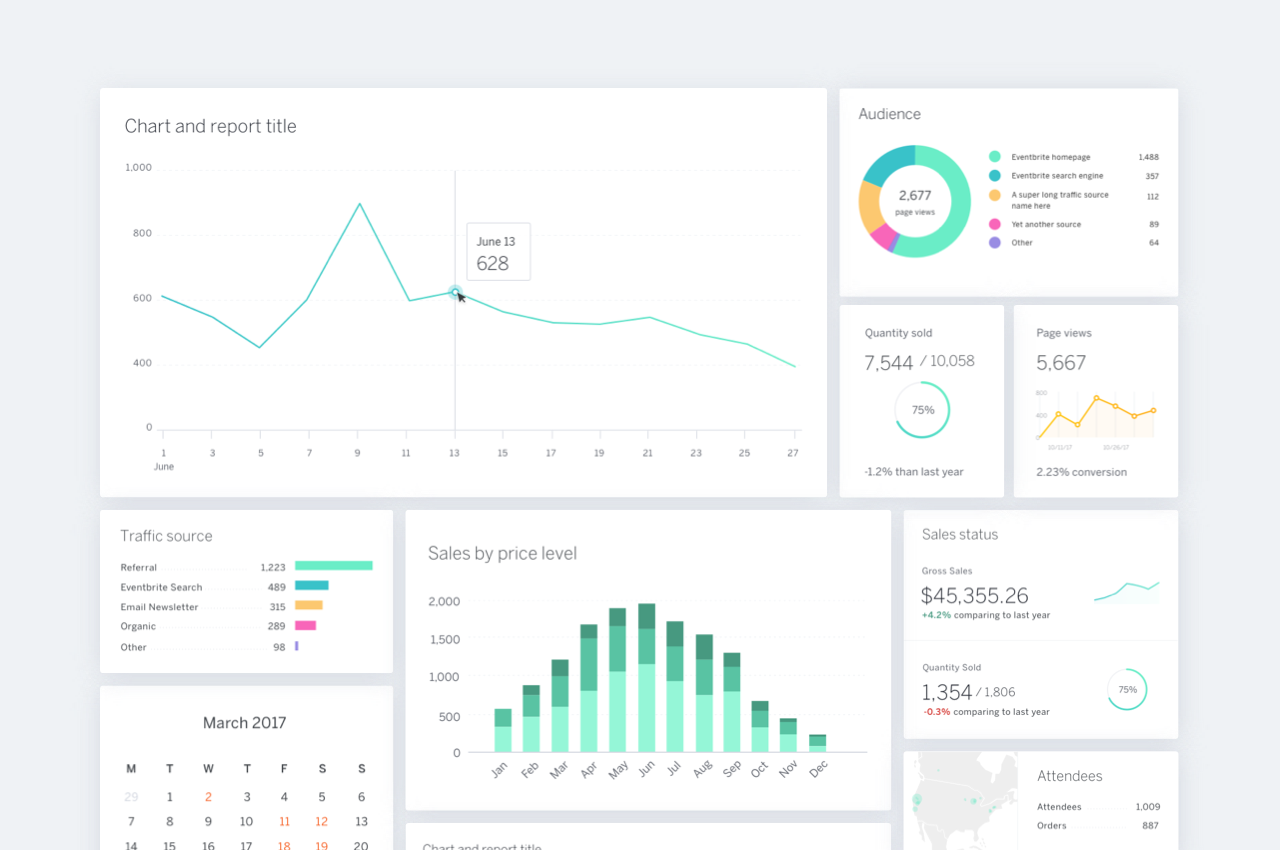 Chart and report title
1.000
800
600
400
0
June 13
628
1 3 5 7 9 11 13 15 17 19 21 23 25 27
June
Audience
2,677
page views
Eventbrite homepage 1,488
Eventbrite search engine 357
A super long traffic source
name here 112
Yet another source 89
Other 64
Quantity sold
7,544 / 10,058
75%
-1.2% than last year
Page views
5,667
800
400
0
10/11/17 10/26/17
2.23% conversion
Traffic source
Referral 1,223
Eventbrite Search 489
Email Newsletter 315
Organic 289
Other 98
Sales by price level
2,000
1,500
1,000
500
0
Jan Feb Mar Apr May Jun Jul Aug Sep Oct Nov Dec
Sales status
Gross Sales
$45,355.26
+4.2% comparing to last year
Quantity Sold
1,354 / 1,806
75%
-0.3% comparing to last year
March 2017
M T W T F S S
29 1 2 3 4 5 6
7 8 9 10 11 12 13
14 15 16 17 18 19 20
Chart and report title
Attendees
Attendees 1,009
Orders 887